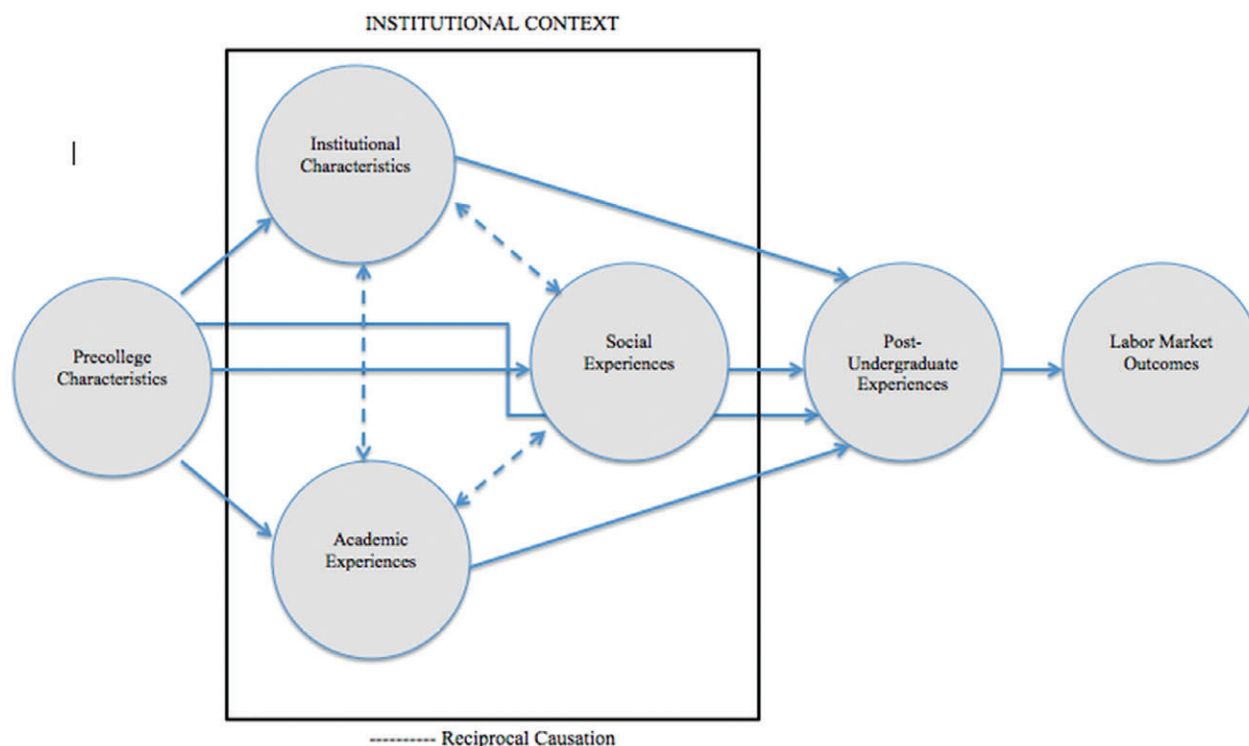 INSTITUTIONAL CONTEXT
Institutional
Characteristics
Precollege
Characteristics
Social
Experiences
Post-
Undergraduate
Experiences
Labor Market
Outcomes
Academic
Experiences
---------- Reciprocal Causation